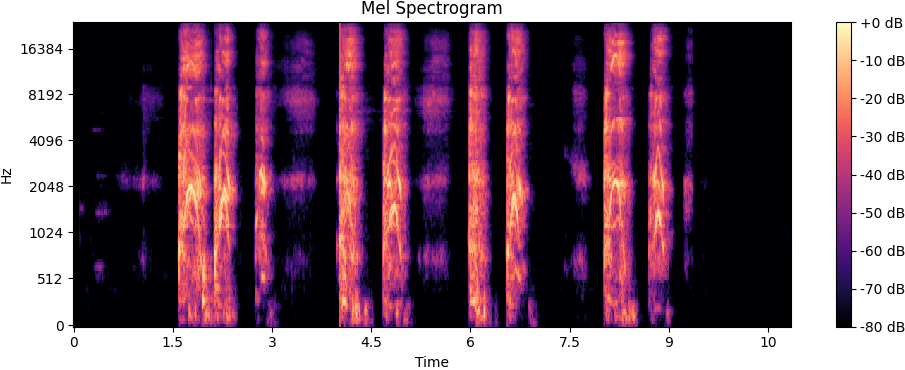 Mel Spectrogram
Hz
16384
8192
4096
2048
1024
512
0
0 1.5 3 4.5 6 7.5 9 10
Time
+0 dB
-10 dB
-20 dB
-30 dB
-40 dB
-50 dB
-60 dB
-70 dB
-80 dB